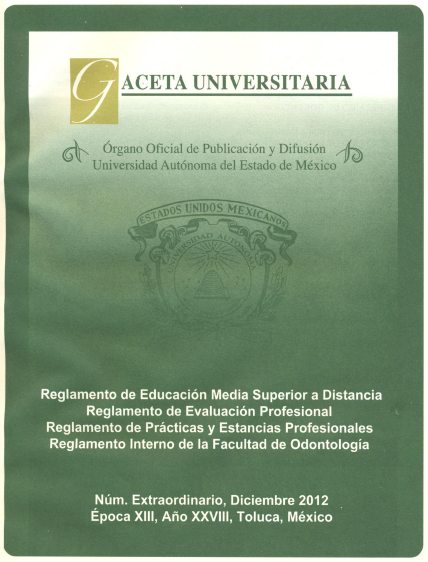 GACETA UNIVERSITARIA
Órgano Oficial de Publicación y Difusión
Universidad Autónoma del Estado de México
ESTADOS UNIDOS MEXICANOS
UNIVERSIDAD AUTONOMA
Reglamento de Educación Media Superior a Distancia
Reglamento de Evaluación Profesional
Reglamento de Prácticas y Estancias Profesionales
Reglamento Interno de la Facultad de Odontología
Núm. Extraordinario, Diciembre 2012
Época XIII, Año XXVIII, Toluca, México